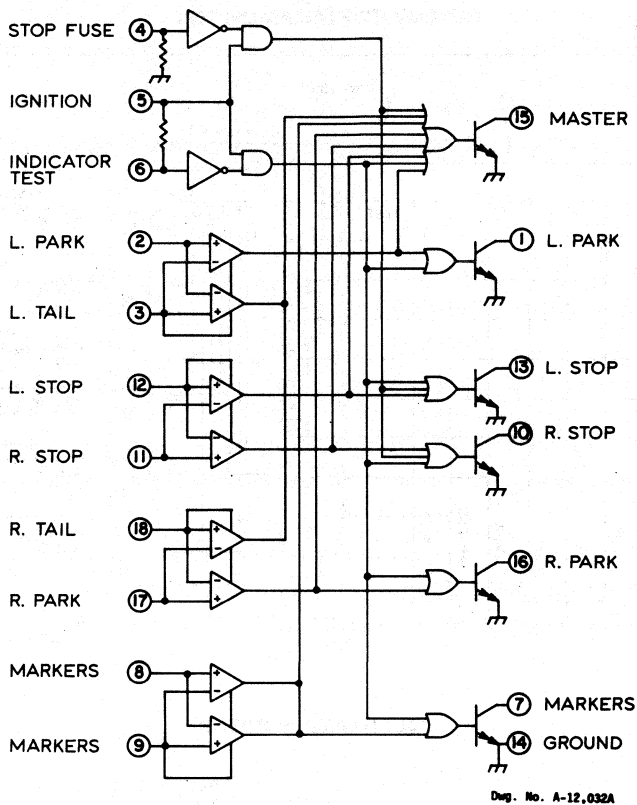 STOP FUSE 4
IGNITION 5
INDICATOR TEST 6
15 MASTER
L. PARK 2
+
−
1 L. PARK
−
+
L. TAIL 3
L. STOP 12
+
−
13 L. STOP
−
+
R. STOP 11
10 R. STOP
R. TAIL 18
+
−
16 R. PARK
−
+
R. PARK 17
MARKERS 8
+
−
7 MARKERS
−
+
MARKERS 9
14 GROUND
Dwg. No. A-12,032A